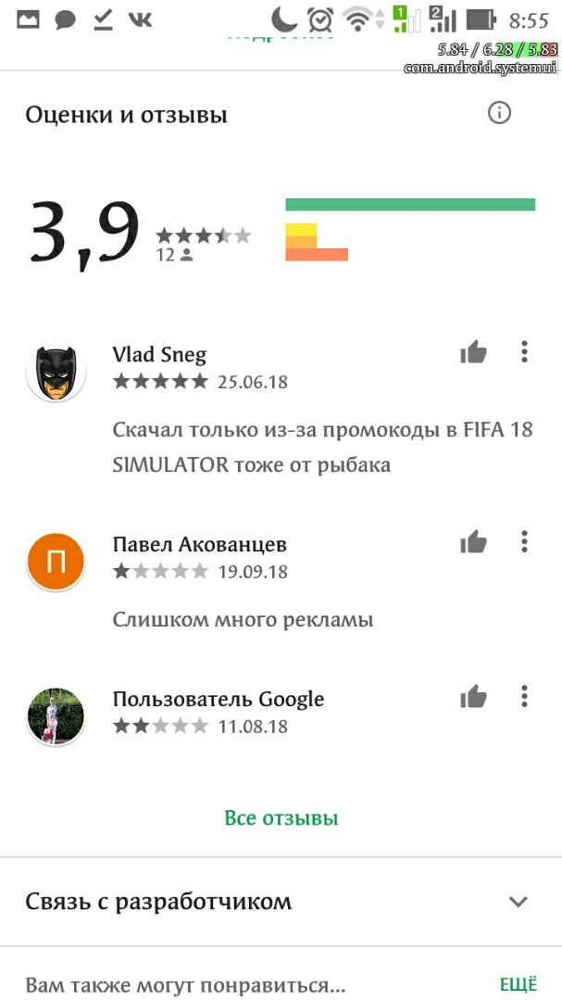 8:55
5.84 / 6.28 / 5.83
com.android.systemui
Оценки и отзывы
3,9
12
Vlad Sneg
25.06.18
Скачал только из-за промокоды в FIFA 18
SIMULATOR тоже от рыбака
П
Павел Акованцев
19.09.18
Слишком много рекламы
Пользователь Google
11.08.18
Все отзывы
Связь с разработчиком
Вам также могут понравиться...
ЕЩЁ